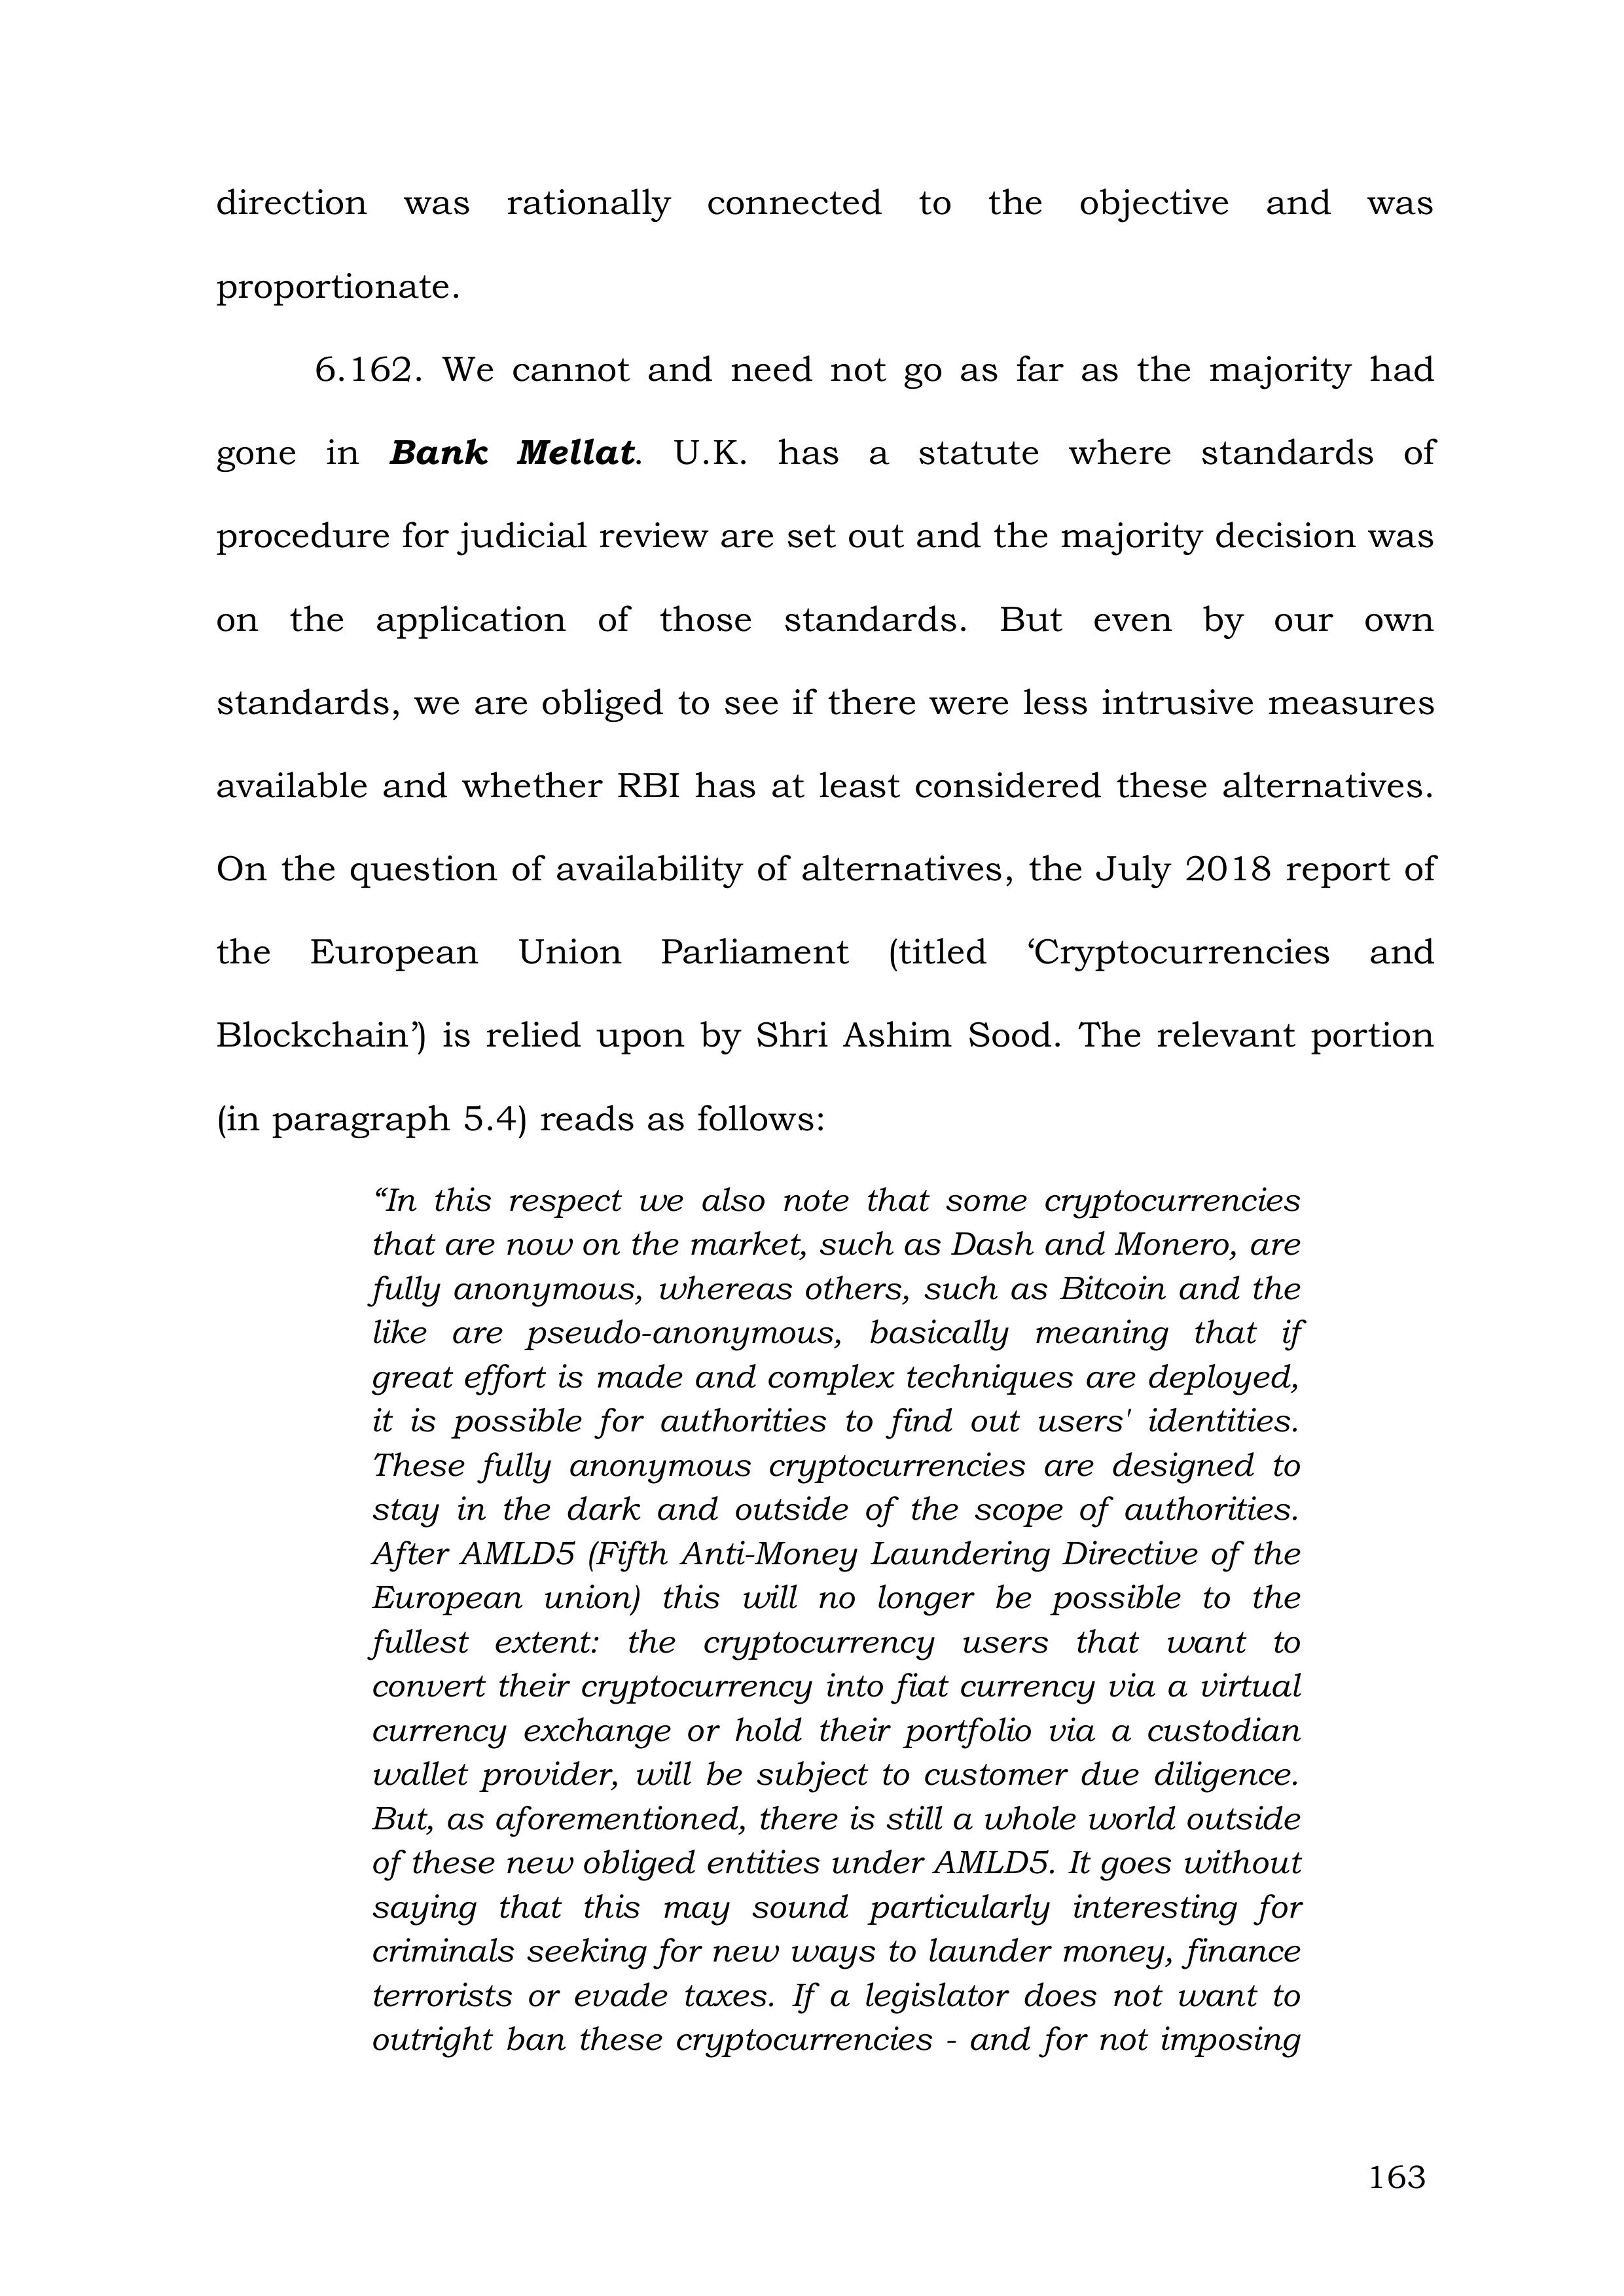 direction was rationally connected to the objective and was
proportionate.
6.162. We cannot and need not go as far as the majority had
gone in Bank Mellat. U.K. has a statute where standards of
procedure for judicial review are set out and the majority decision was
on the application of those standards. But even by our own
standards, we are obliged to see if there were less intrusive measures
available and whether RBI has at least considered these alternatives.
On the question of availability of alternatives, the July 2018 report of
the European Union Parliament (titled ‘Cryptocurrencies and
Blockchain’) is relied upon by Shri Ashim Sood. The relevant portion
(in paragraph 5.4) reads as follows:
“In this respect we also note that some cryptocurrencies
that are now on the market, such as Dash and Monero, are
fully anonymous, whereas others, such as Bitcoin and the
like are pseudo-anonymous, basically meaning that if
great effort is made and complex techniques are deployed,
it is possible for authorities to find out users' identities.
These fully anonymous cryptocurrencies are designed to
stay in the dark and outside of the scope of authorities.
After AMLD5 (Fifth Anti-Money Laundering Directive of the
European union) this will no longer be possible to the
fullest extent: the cryptocurrency users that want to
convert their cryptocurrency into fiat currency via a virtual
currency exchange or hold their portfolio via a custodian
wallet provider, will be subject to customer due diligence.
But, as aforementioned, there is still a whole world outside
of these new obliged entities under AMLD5. It goes without
saying that this may sound particularly interesting for
criminals seeking for new ways to launder money, finance
terrorists or evade taxes. If a legislator does not want to
outright ban these cryptocurrencies - and for not imposing
163